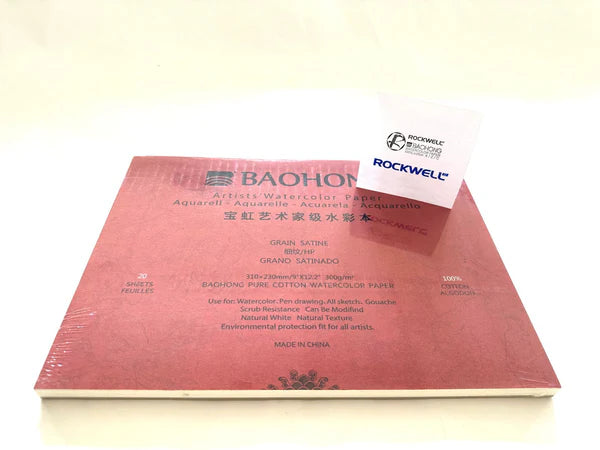 BAOHONG
Artists' Watercolor Paper
Aquarell - Aquarelle - Acuarela - Acquarello
宝虹艺术家级水彩本
GRAIN SATINE
细纹/HP
GRANO SATINADO
20
SHEETS
FEUILLES
310×230mm/9"X12.2" 300g/m²
BAOHONG PURE COTTON WATERCOLOR PAPER
100%
COTTON
ALGODON
Use for: Watercolor, Pen drawing, All sketch, Gouache
Scrub Resistance Can Be Modifind
Natural White Natural Texture
Environmental protection fit for all artists.
MADE IN CHINA
ROCKWELL
BAOHONG
ROCKWELL